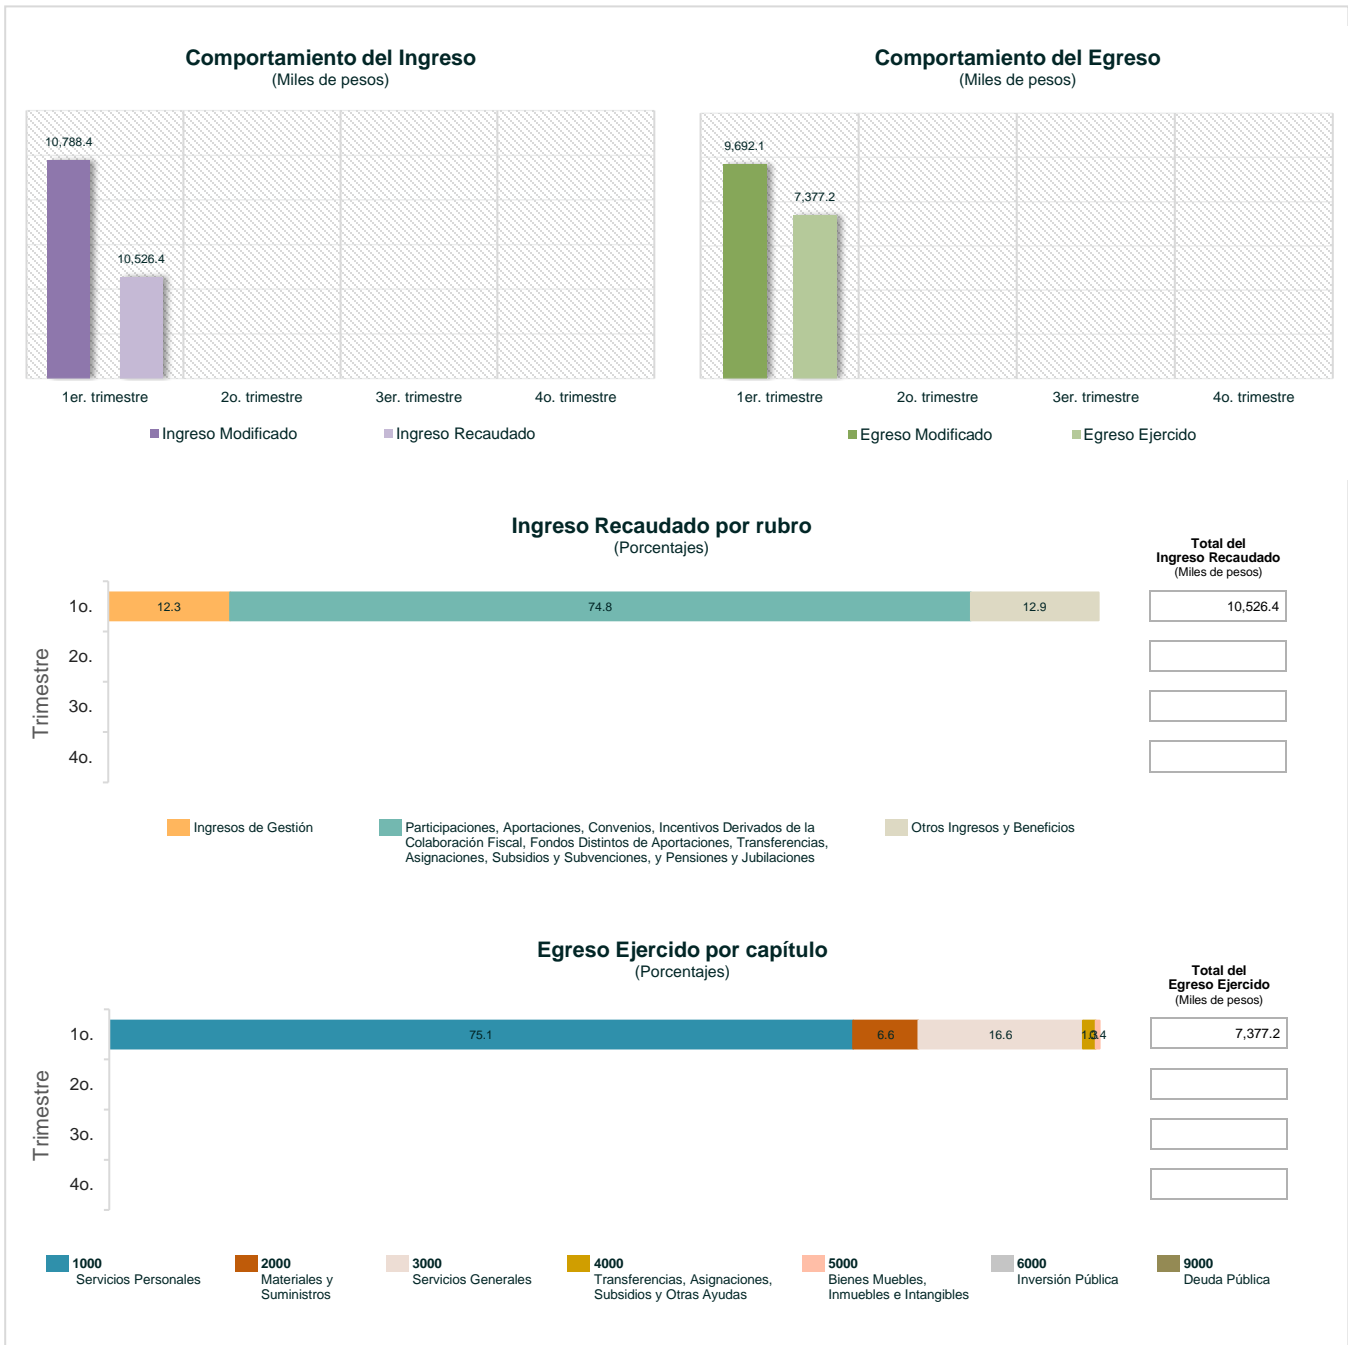 Comportamiento del Ingreso
(Miles de pesos)
10,788.4
10,526.4
1er. trimestre 2o. trimestre 3er. trimestre 4o. trimestre
Ingreso Modificado Ingreso Recaudado
Comportamiento del Egreso
(Miles de pesos)
9,692.1
7,377.2
1er. trimestre 2o. trimestre 3er. trimestre 4o. trimestre
Egreso Modificado Egreso Ejercido
Ingreso Recaudado por rubro
(Porcentajes)
Total del
Ingreso Recaudado
(Miles de pesos)
Trimestre
1o. 12.3 74.8 12.9 10,526.4
2o.
3o.
4o.
Ingresos de Gestión
Participaciones, Aportaciones, Convenios, Incentivos Derivados de la
Colaboración Fiscal, Fondos Distintos de Aportaciones, Transferencias,
Asignaciones, Subsidios y Subvenciones, y Pensiones y Jubilaciones
Otros Ingresos y Beneficios
Egreso Ejercido por capítulo
(Porcentajes)
Total del
Egreso Ejercido
(Miles de pesos)
Trimestre
1o. 75.1 6.6 16.6 1.3 0.4 7,377.2
2o.
3o.
4o.
1000
Servicios Personales
2000
Materiales y
Suministros
3000
Servicios Generales
4000
Transferencias, Asignaciones,
Subsidios y Otras Ayudas
5000
Bienes Muebles,
Inmuebles e Intangibles
6000
Inversión Pública
9000
Deuda Pública